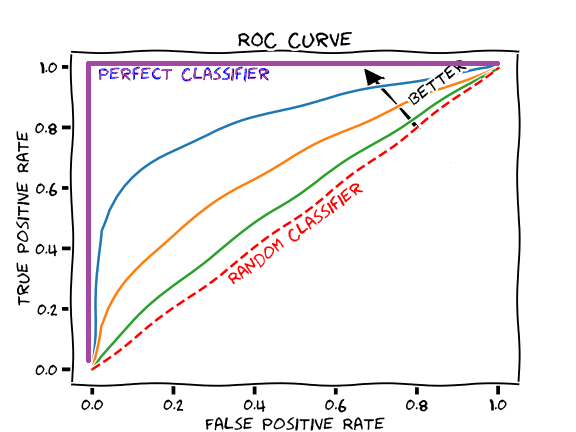 ROC CURVE
PERFECT CLASSIFIER
BETTER
RANDOM CLASSIFIER
TRUE POSITIVE RATE
1.0
0.8
0.6
0.4
0.2
0.0
0.0 0.2 0.4 0.6 0.8 1.0
FALSE POSITIVE RATE